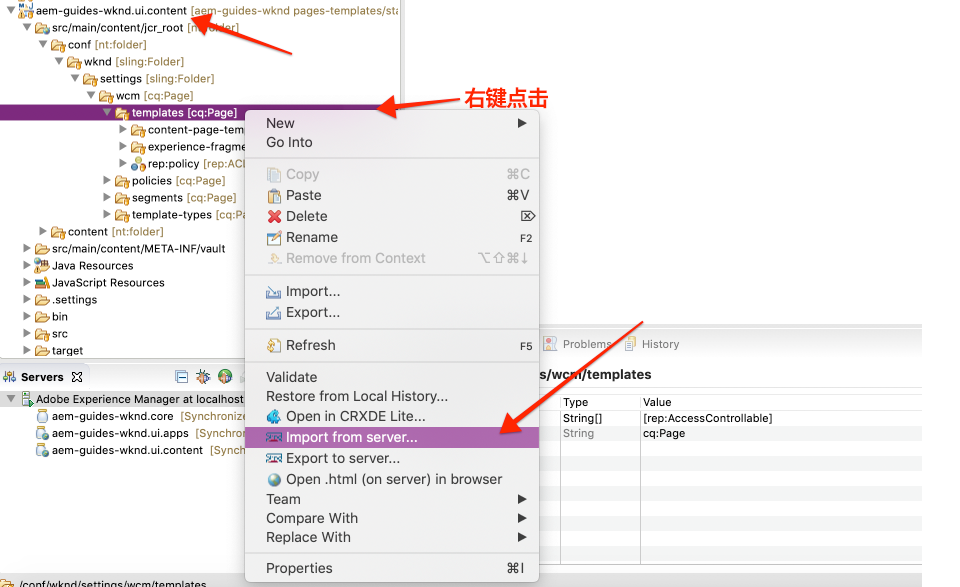 aem-guides-wknd.ui.content [aem-guides-wknd pages-templates/sta
src/main/content/jcr_root [nt:folder]
conf [nt:folder]
wknd [sling:Folder]
settings [sling:Folder]
wcm [cq:Page]
右键点击
templates [cq:Page]
content-page-tem
experience-fragme
rep:policy [rep:ACL
policies [cq:Page]
segments [cq:Page]
template-types [cq:Pa
content [nt:folder]
src/main/content/META-INF/vault
Java Resources
JavaScript Resources
.settings
bin
src
target
New
Go Into
Copy ⌘C
Paste ⌘V
Delete ⌦
Rename F2
Remove from Context ⌥⇧⌘↓
Import...
Export...
Refresh F5
Validate
Restore from Local History...
Open in CRXDE Lite...
Import from server...
Export to server...
Open .html (on server) in browser
Team
Compare With
Replace With
Properties ⌘I
Problems
History
s/wcm/templates
Type Value
String[] [rep:AccessControllable]
String cq:Page
Servers
Adobe Experience Manager at localhost
aem-guides-wknd.core [Synchronize
aem-guides-wknd.ui.apps [Synchron
aem-guides-wknd.ui.content [Synch
/conf/wknd/settings/wcm/templates